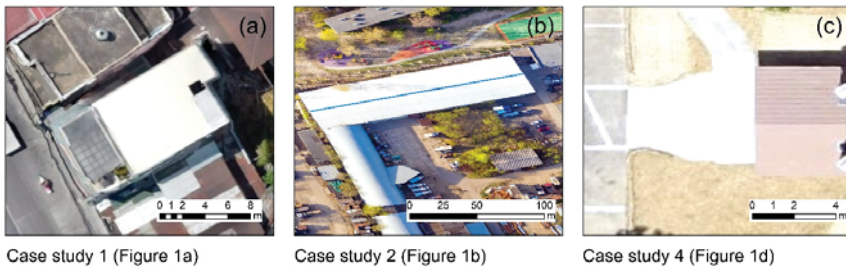 (a)
(b)
(c)
0 1 2 4 6 8
m
0 25 50 100
m
0 1 2 4
m
Case study 1 (Figure 1a)
Case study 2 (Figure 1b)
Case study 4 (Figure 1d)